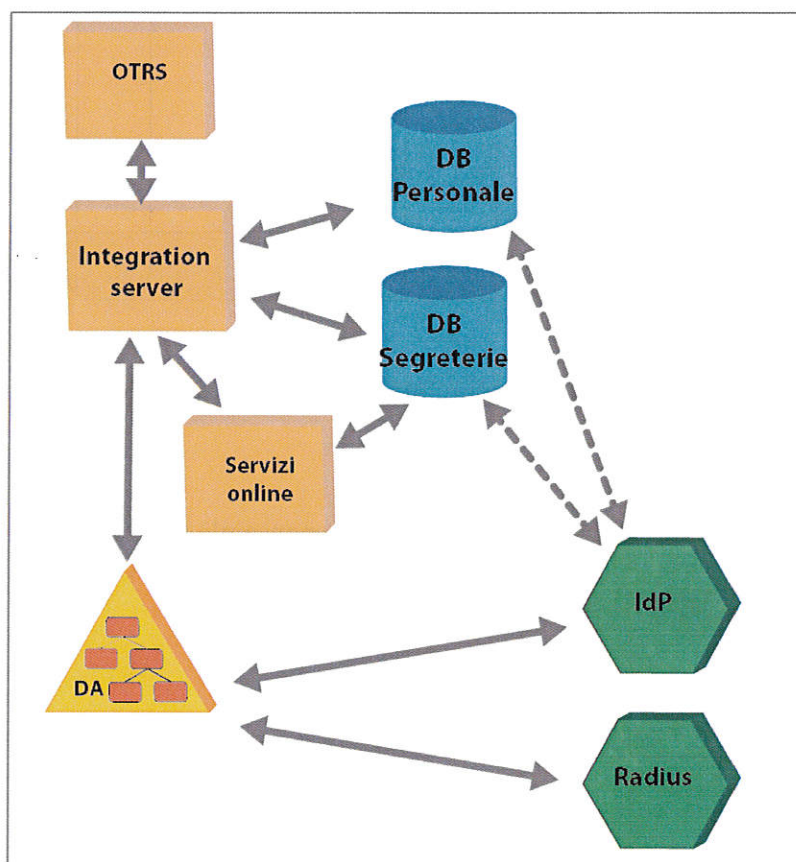 OTRS
DB
Personale
Integration
server
DB
Segreterie
Servizi
online
IdP
DA
Radius